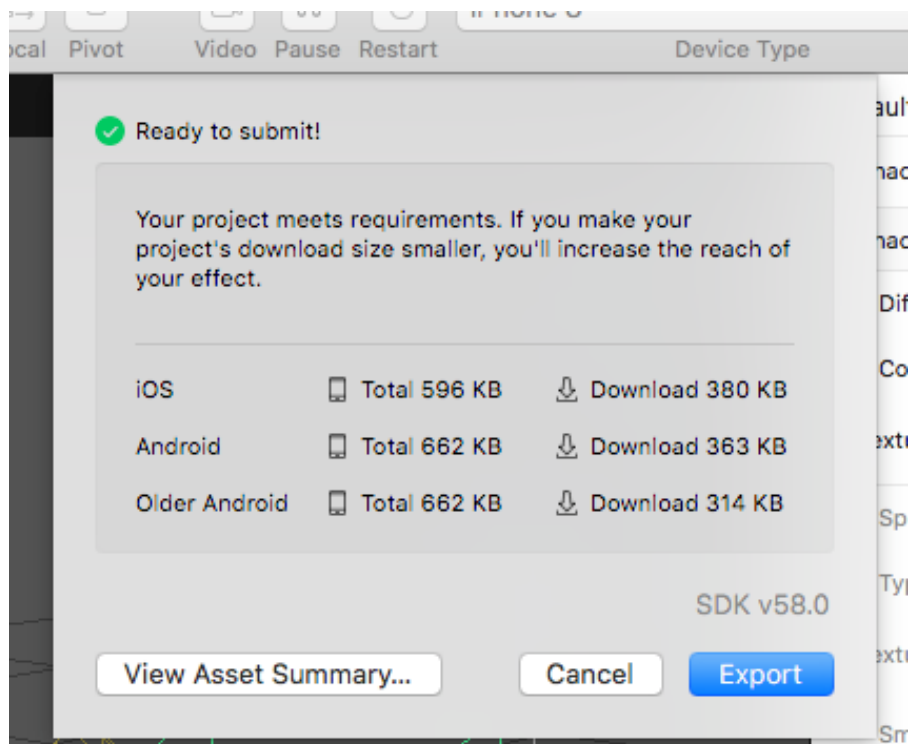 Pivot Video Pause Restart Device Type
Ready to submit!
Your project meets requirements. If you make your
project's download size smaller, you'll increase the reach of
your effect.
iOS Total 596 KB Download 380 KB
Android Total 662 KB Download 363 KB
Older Android Total 662 KB Download 314 KB
SDK v58.0
View Asset Summary... Cancel Export